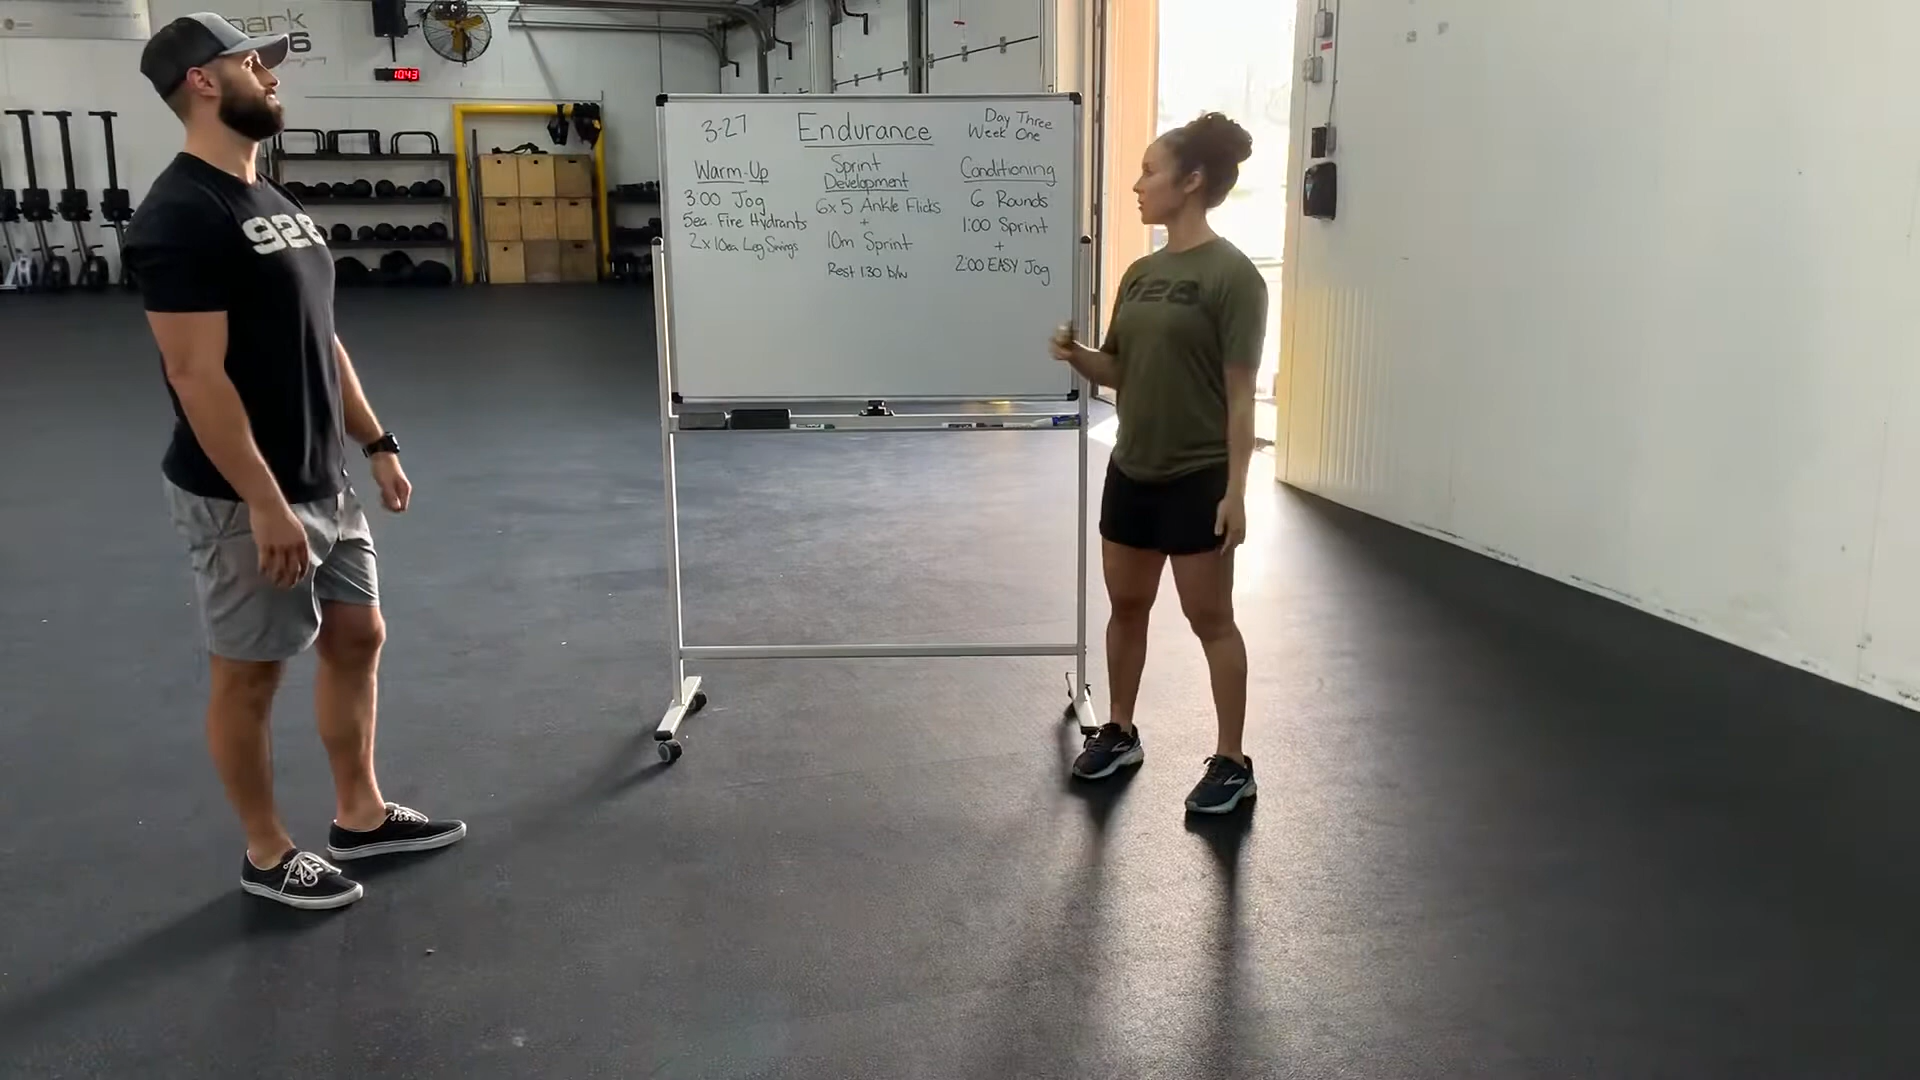 park
6
10:43
3-27
Endurance
Day Three
Week One
Warm-Up
3:00 Jog
5ea. Fire Hydrants
2x10ea Leg Swings
Sprint
Development
6x5 Ankle Flicks
+
10m Sprint
Rest 1:30 b/w
Conditioning
6 Rounds
1:00 Sprint
+
2:00 EASY Jog
928
928